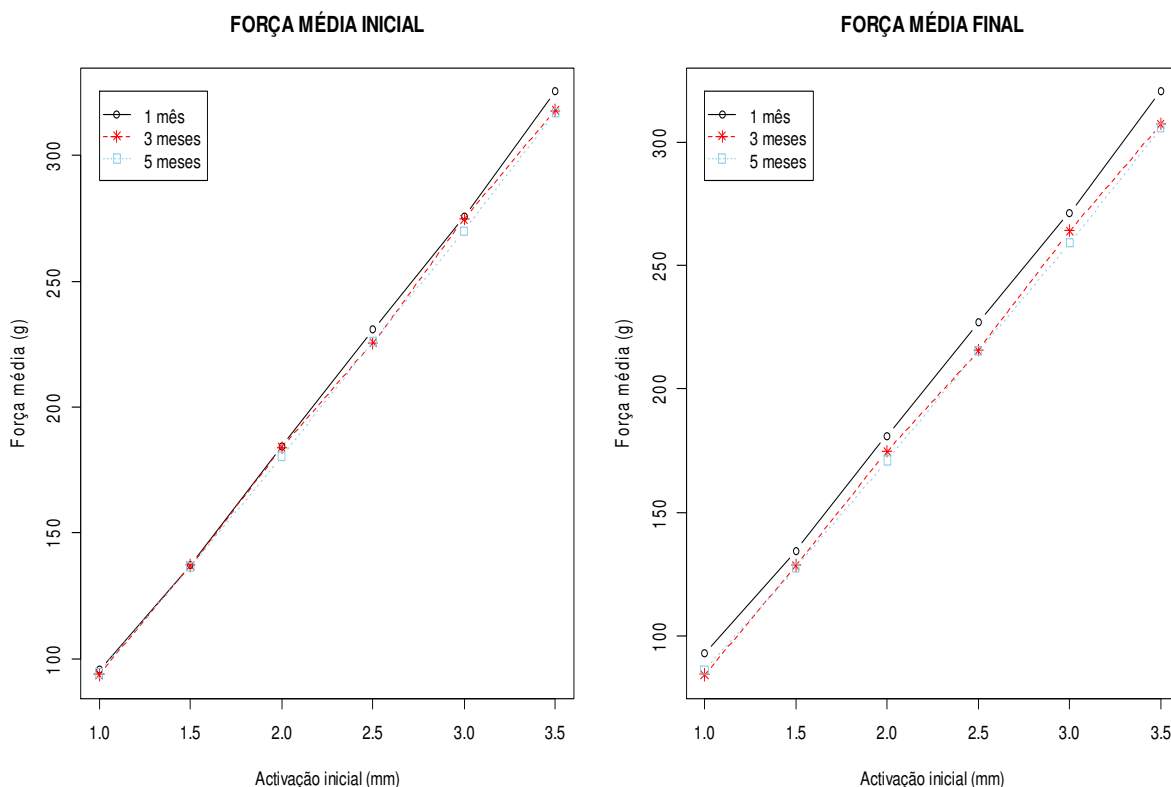 FORÇA MÉDIA INICIAL
1 mês
3 meses
5 meses
Força média (g)
300
250
200
150
100
1.0 1.5 2.0 2.5 3.0 3.5
Activação inicial (mm)
FORÇA MÉDIA FINAL
1 mês
3 meses
5 meses
Força média (g)
300
250
200
150
100
1.0 1.5 2.0 2.5 3.0 3.5
Activação inicial (mm)